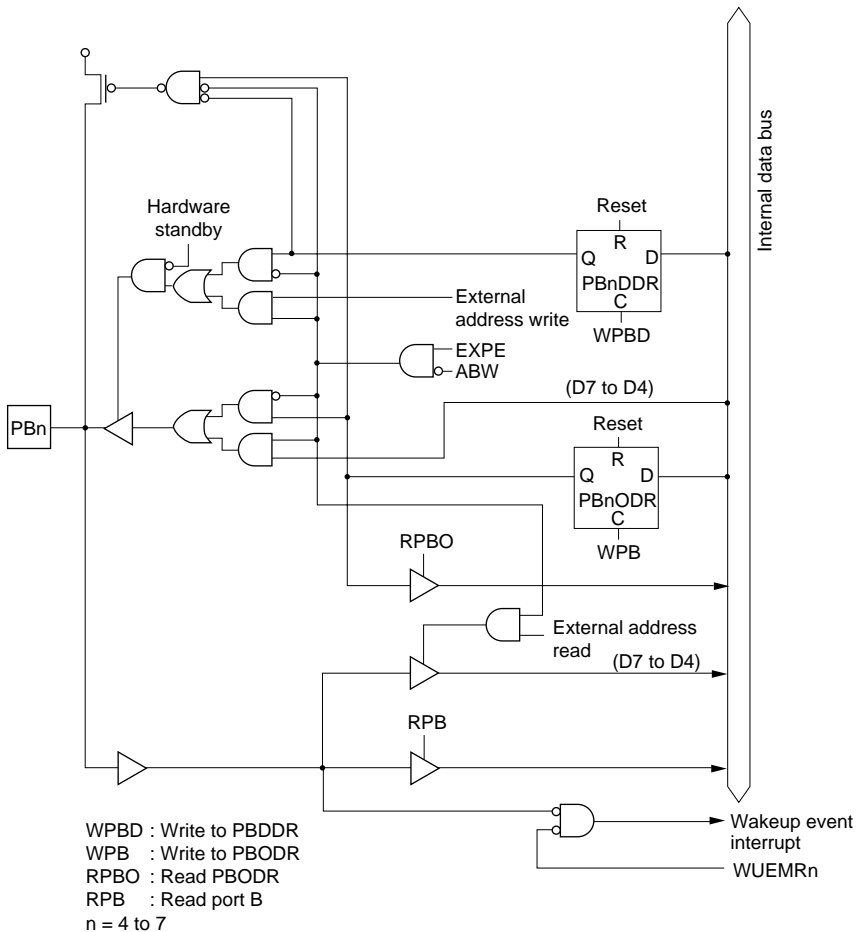 Hardware
standby
Reset
R
Q D
PBnDDR
C
WPBD
Internal data bus
External
address write
EXPE
ABW
(D7 to D4)
PBn
Reset
R
Q D
PBnODR
C
WPB
RPBO
External address
read
(D7 to D4)
RPB
Wakeup event
interrupt
WUEMRn
WPBD : Write to PBDDR
WPB : Write to PBODR
RPBO : Read PBODR
RPB : Read port B
n = 4 to 7